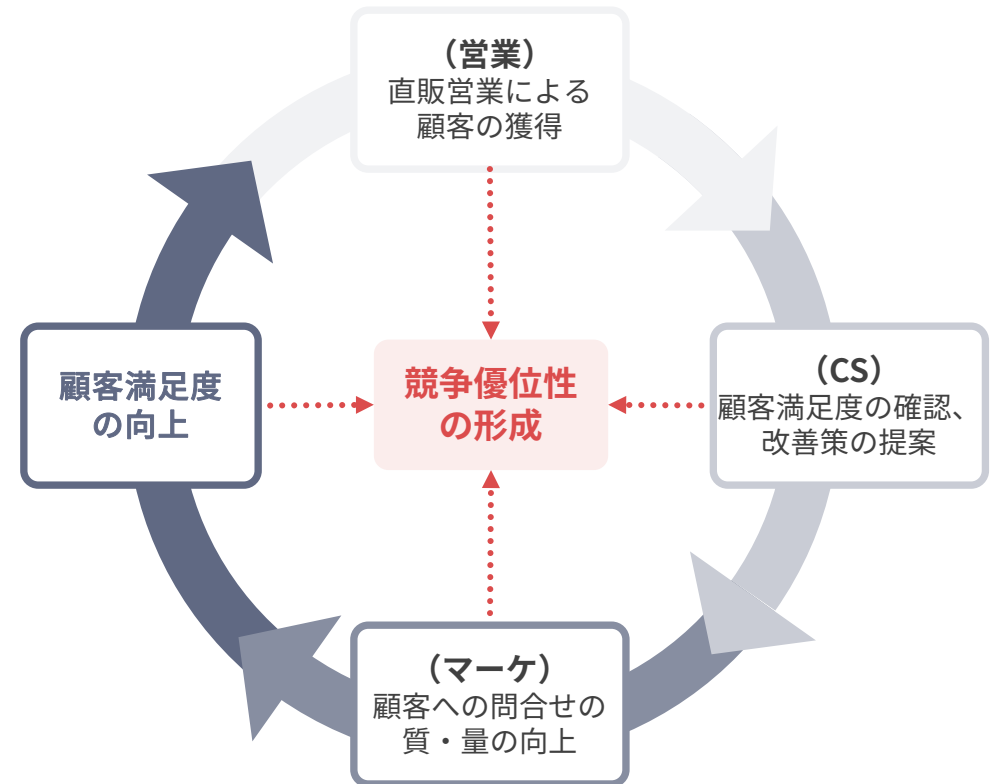 （営業）
直販営業による
顧客の獲得
顧客満足度
の向上
競争優位性
の形成
（CS）
顧客満足度の確認、
改善策の提案
（マーケ）
顧客への問合せの
質・量の向上